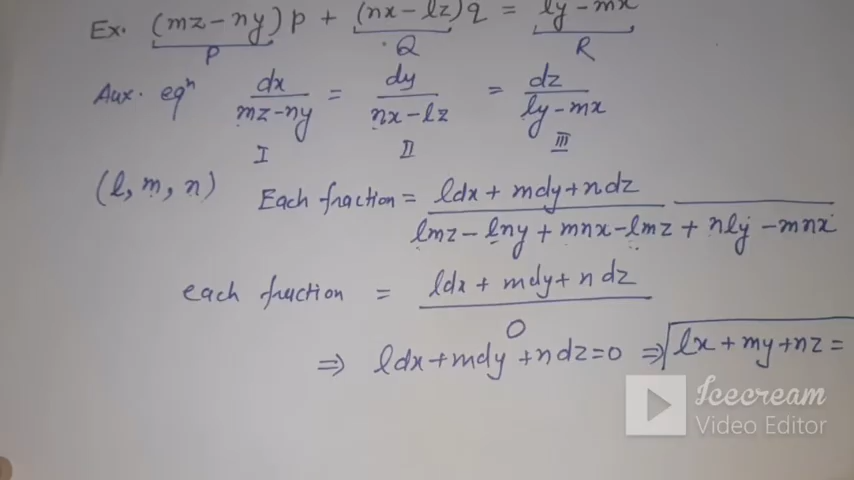 Ex. (mz-ny)p + (nx-lz)q = ly-mx
P Q R
Aux. eqⁿ dx/(mz-ny) = dy/(nx-lz) = dz/(ly-mx)
I II III
(l, m, n) Each fraction = (ldx + mdy + ndz)/(lmz - lny + mnx - lmz + nly - mnx)
each fraction = (ldx + mdy + n dz)/0
⇒ ldx + mdy + ndz = 0 ⇒ lx + my + nz =
Icecream
Video Editor